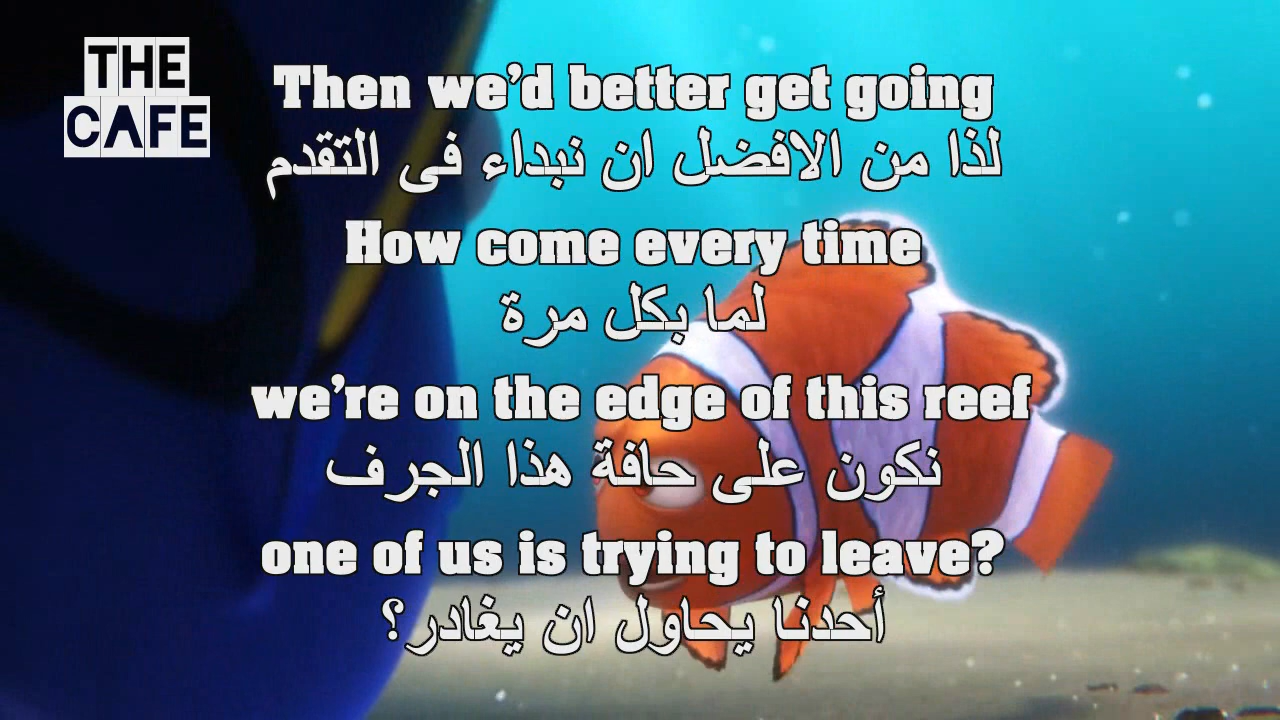 THE
CAFE
Then we'd better get going
لذا من الافضل ان نبداء فى التقدم
How come every time
لما بكل مرة
we're on the edge of this reef
نكون على حافة هذا الجرف
one of us is trying to leave?
أحدنا يحاول ان يغادر؟